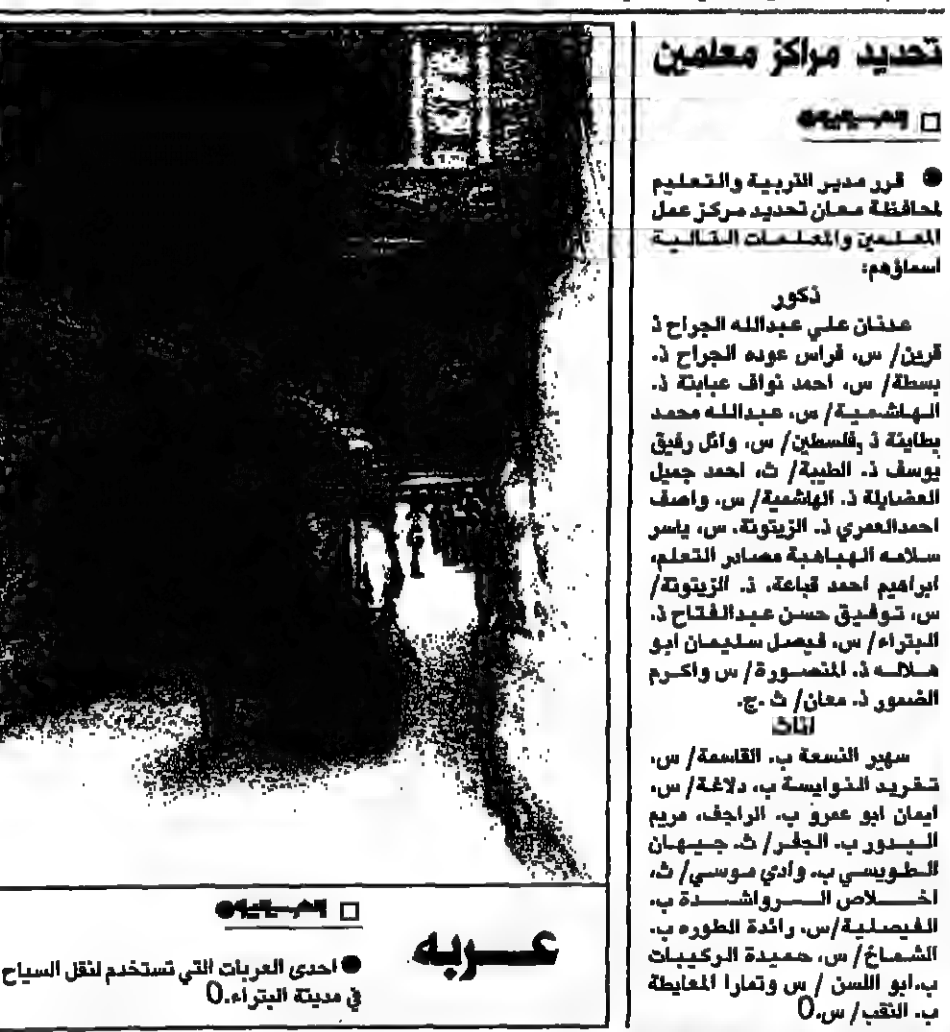 تحديد مراكز معلمين
● قرر مدير التربية والتعليم
لمحافظة معان تحديد مركز عمل
المعلمين والمعلمات التالية
اسماؤهم:
ذكور
عدنان علي عبدالله الجراح ذ
قرين/ س، فراس عوده الجراح ذ.
بسطة/ س، احمد نواف عبابنة ذ.
الهاشمية/ س، عبدالله محمد
بطاينة ذ فلسطين/ س، وائل رفيق
يوسف ذ. الطيبة/ ث، احمد جميل
العضايلة ذ. الهاشمية/ س. واصف
احمدالعمري ذ. الزيتونة. س، ياسر
سلامه الهباهبة مصادر التعلم،
ابراهيم احمد قباعة، ذ. الزيتونة/
س، توفيق حسن عبدالفتاح ذ.
البتراء/ س، فيصل سليمان ابو
هلاله ذ. المنصورة/ س واكرم
الضمور ذ. معان/ ث .ج.
اناث
سهير النسعة ب. القاسمة/ س،
تغريد النوايسة ب، دلاغة/ س،
ايمان ابو عمرو ب. الراجف، مريم
البدور ب. الجفر/ ث. جيهان
الطويسي ب. وادي موسى/ ث،
اخلاص الرواشدة ب.
الفيصلية/س، رائدة الطوره ب.
الشماخ/ س، حميدة الركيبات
ب.ابو اللسن / س وتمارا المعايطة
ب. النقب/ س.O
عربه
● احدى العربات التي تستخدم لنقل السياح
في مدينة البتراء.O